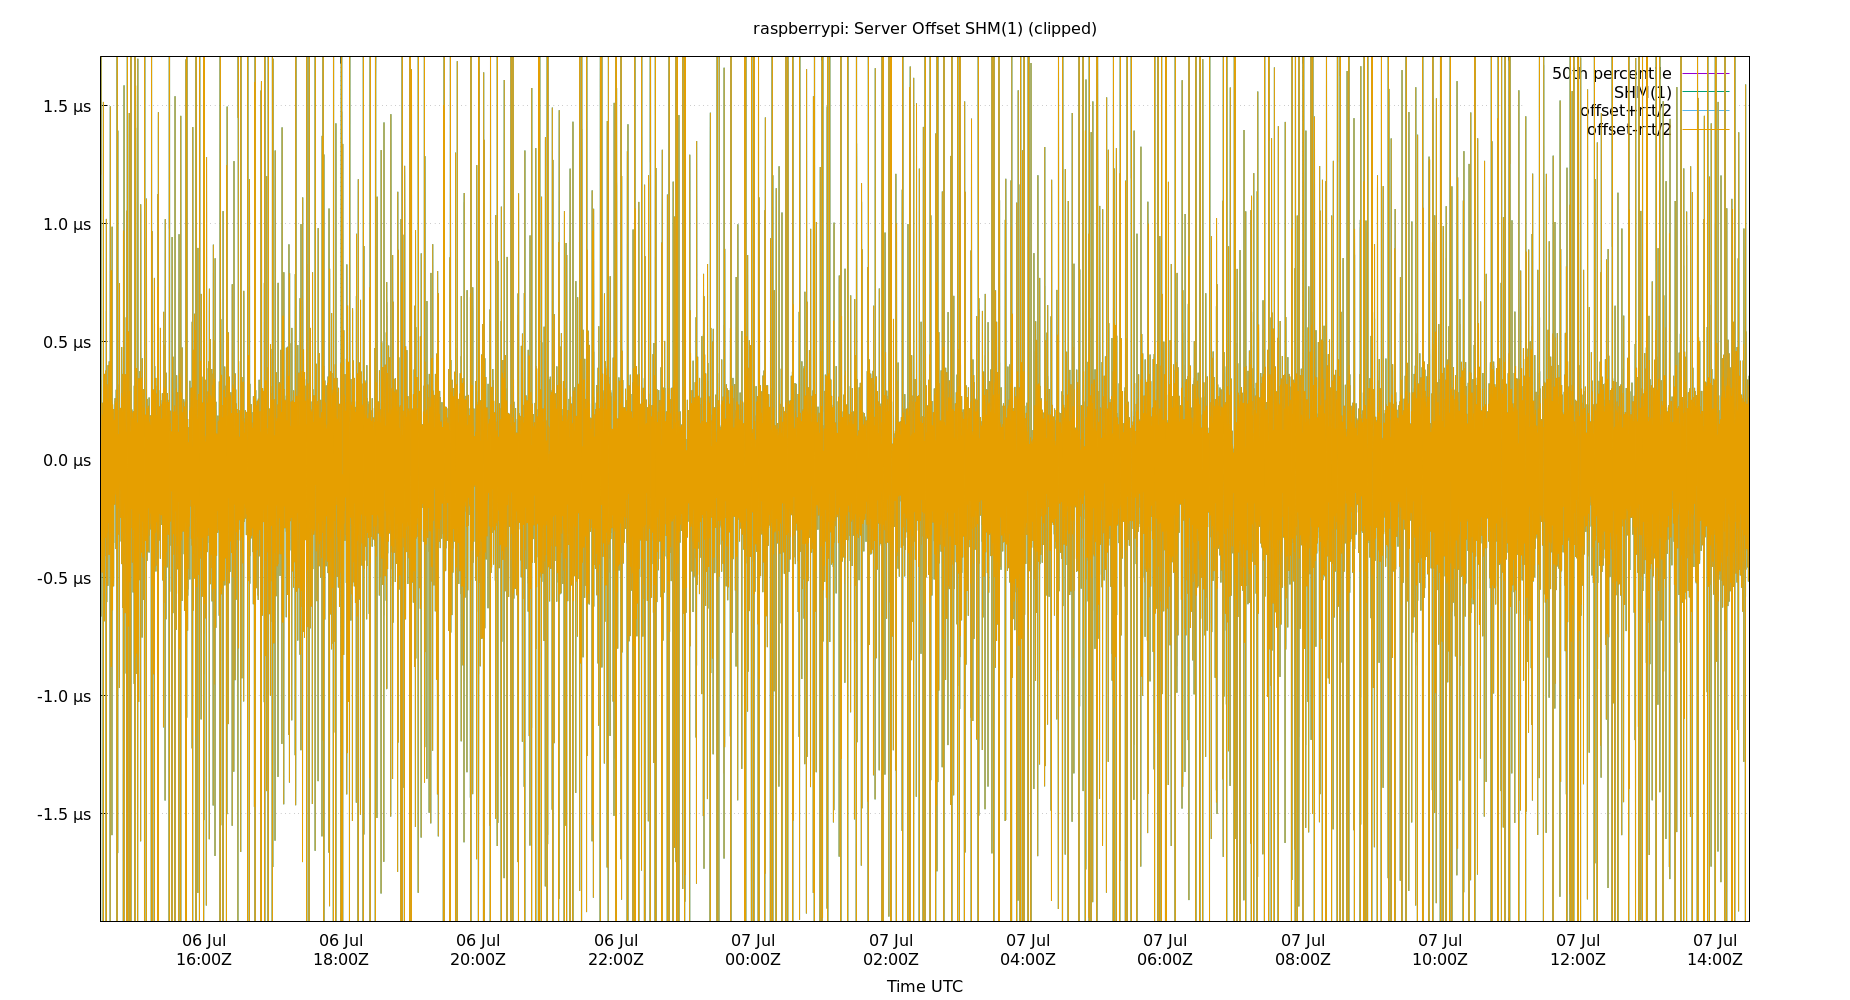 raspberrypi: Server Offset SHM(1) (clipped)
50th percentile
SHM(1)
offset+rtt/2
offset-rtt/2
1.5 µs
1.0 µs
0.5 µs
0.0 µs
-0.5 µs
-1.0 µs
-1.5 µs
06 Jul 06 Jul 06 Jul 06 Jul 07 Jul 07 Jul 07 Jul 07 Jul 07 Jul 07 Jul 07 Jul 07 Jul
16:00Z 18:00Z 20:00Z 22:00Z 00:00Z 02:00Z 04:00Z 06:00Z 08:00Z 10:00Z 12:00Z 14:00Z
Time UTC